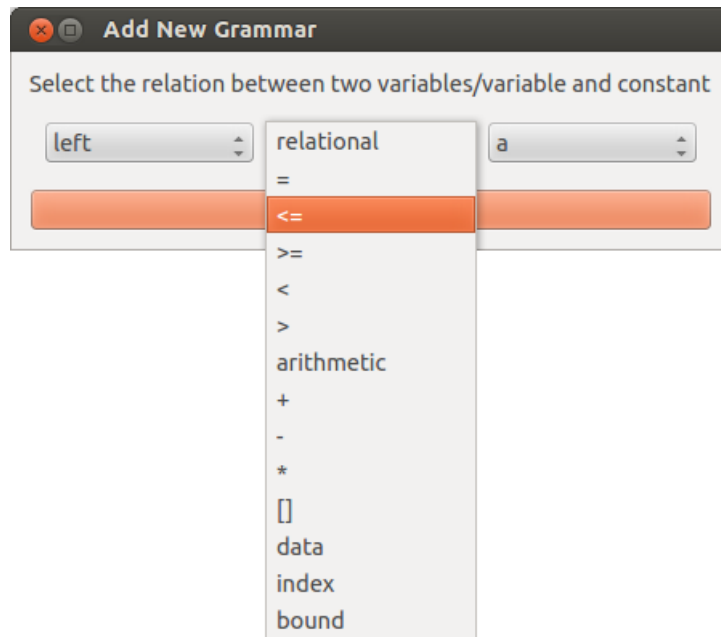 Add New Grammar
Select the relation between two variables/variable and constant
left relational a
=
<=
>=
<
>
arithmetic
+
-
*
[]
data
index
bound